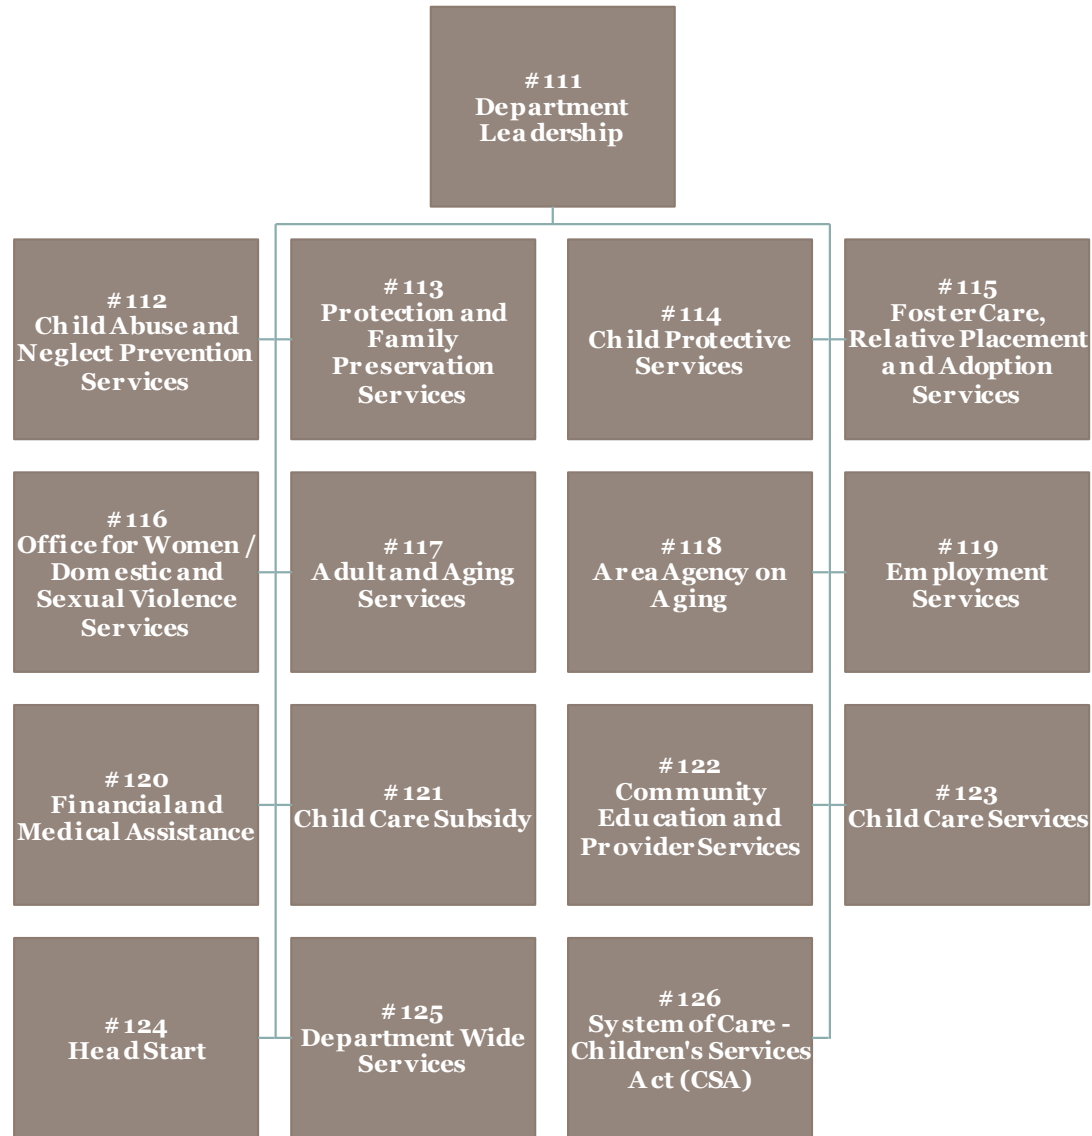 #111
Department
Leadership
#112
Child Abuse and
Neglect Prevention
Services
#113
Protection and
Family
Preservation
Services
#114
Child Protective
Services
#115
Foster Care,
Relative Placement
and Adoption
Services
#116
Office for Women /
Domestic and
Sexual Violence
Services
#117
Adult and Aging
Services
#118
Area Agency on
Aging
#119
Employment
Services
#120
Financial and
Medical Assistance
#121
Child Care Subsidy
#122
Community
Education and
Provider Services
#123
Child Care Services
#124
Head Start
#125
Department Wide
Services
#126
System of Care -
Children's Services
Act (CSA)